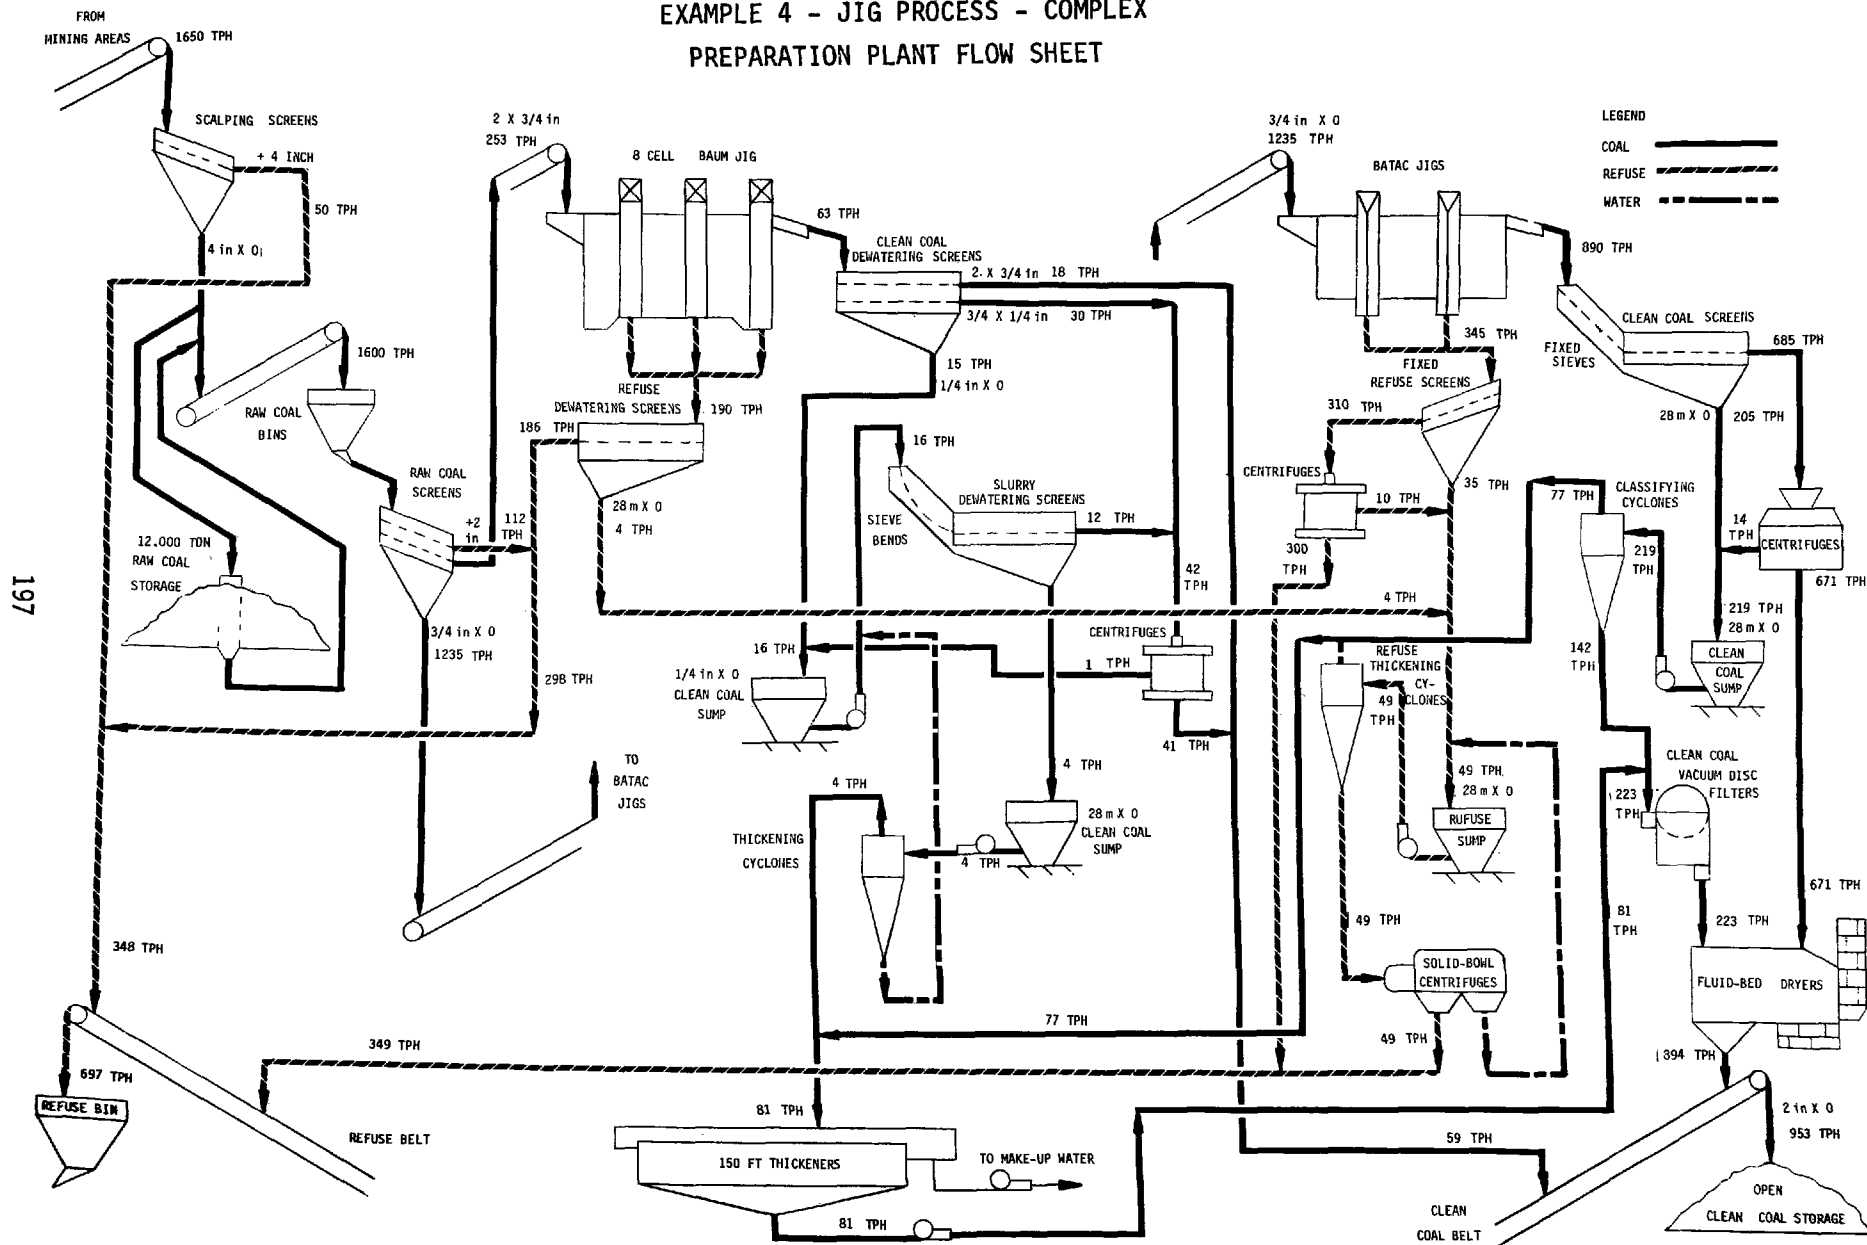 EXAMPLE 4 - JIG PROCESS - COMPLEX
PREPARATION PLANT FLOW SHEET
FROM
MINING AREAS
1650 TPH
SCALPING SCREENS
+ 4 INCH
50 TPH
4 in X O
1600 TPH
RAW COAL
BINS
RAW COAL
SCREENS
12,000 TON
RAW COAL
STORAGE
+2
in
112
TPH
3/4 in X O
1235 TPH
298 TPH
TO
BATAC
JIGS
348 TPH
697 TPH
REFUSE BIN
349 TPH
REFUSE BELT
2 X 3/4 in
253 TPH
8 CELL BAUM JIG
63 TPH
REFUSE
DEWATERING SCREENS
190 TPH
186 TPH
28 m X O
4 TPH
CLEAN COAL
DEWATERING SCREENS
2. X 3/4 in 18 TPH
3/4 X 1/4 in 30 TPH
15 TPH
1/4 in X O
16 TPH
SLURRY
DEWATERING SCREENS
SIEVE
BENDS
12 TPH
42
TPH
4 TPH
CENTRIFUGES
1 TPH
41 TPH
16 TPH
1/4 in X O
CLEAN COAL
SUMP
4 TPH
28 m X O
CLEAN COAL
SUMP
4 TPH
4 TPH
THICKENING
CYCLONES
77 TPH
81 TPH
150 FT THICKENERS
TO MAKE-UP WATER
81 TPH
3/4 in X O
1235 TPH
BATAC JIGS
LEGEND
COAL
REFUSE
WATER
890 TPH
345 TPH
FIXED
REFUSE SCREENS
310 TPH
35 TPH
CENTRIFUGES
10 TPH
300
TPH
CLEAN COAL SCREENS
FIXED
SIEVES
685 TPH
28 m X O
205 TPH
CLASSIFYING
CYCLONES
77 TPH
219
TPH
14
TPH
CENTRIFUGES
671 TPH
219 TPH
28 m X O
CLEAN
COAL
SUMP
142
TPH
REFUSE
THICKENING
CY-
CLONES
49
TPH
49 TPH
28 m X O
RUFUSE
SUMP
49 TPH
SOLID-BOWL
CENTRIFUGES
49 TPH
CLEAN COAL
VACUUM DISC
FILTERS
223
TPH
81
TPH
223 TPH
671 TPH
FLUID-BED DRYERS
894 TPH
59 TPH
2 in X O
953 TPH
CLEAN
COAL BELT
OPEN
CLEAN COAL STORAGE
197